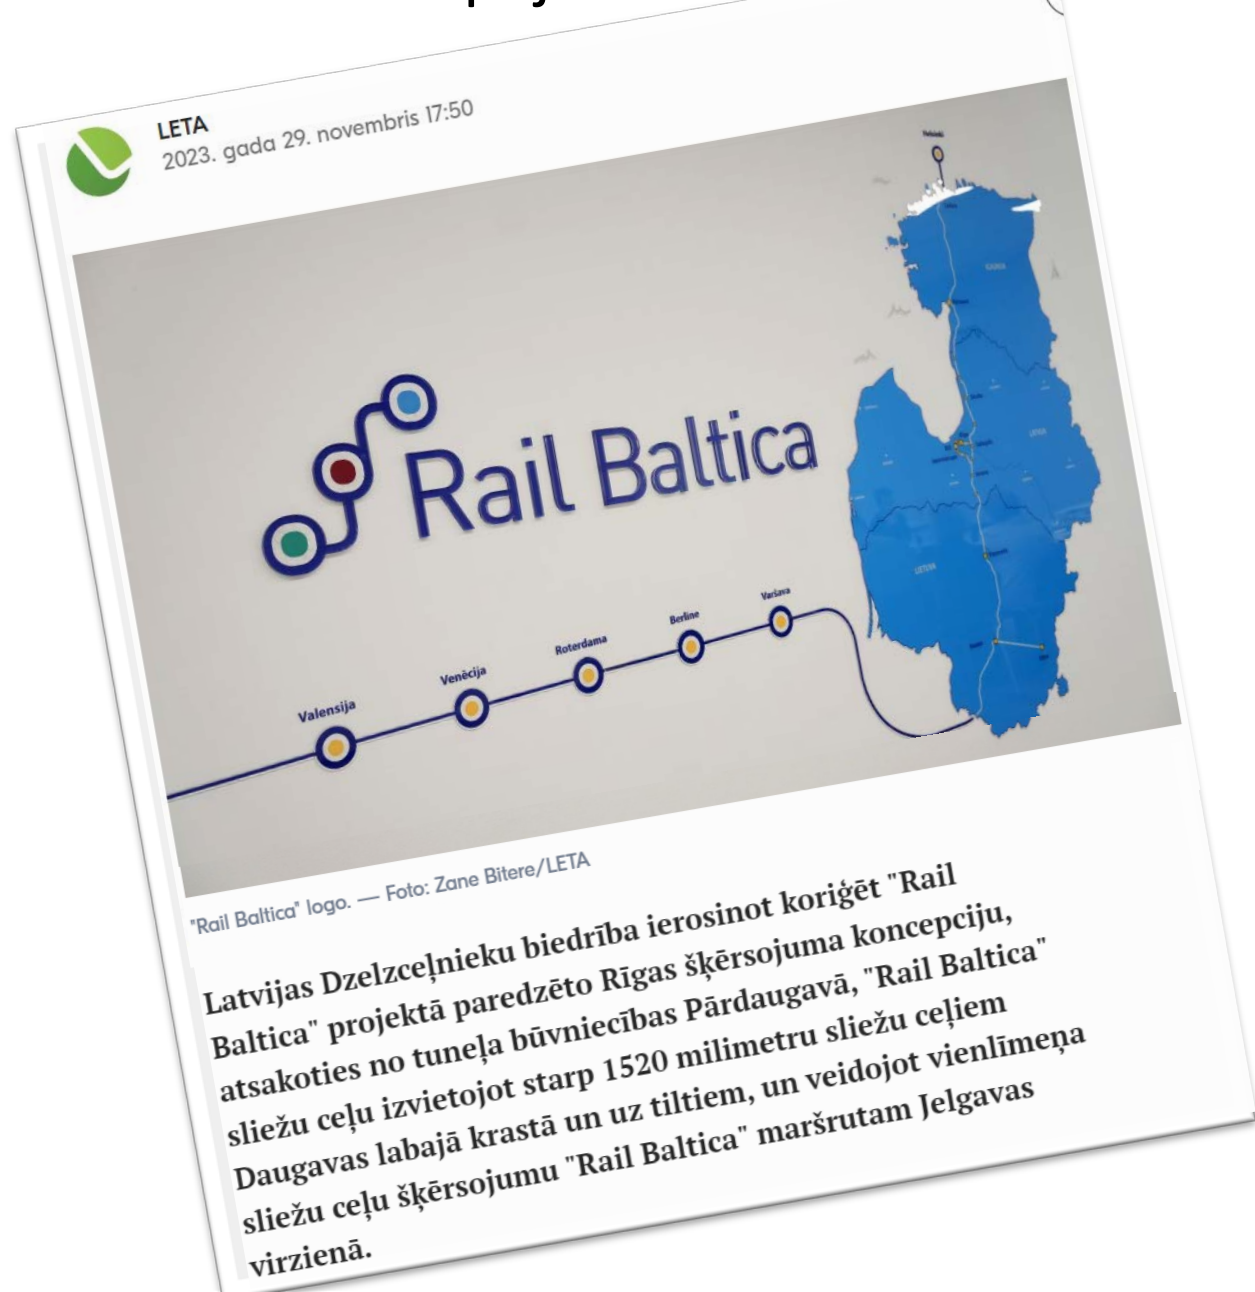 LETA
2023. gada 29. novembris 17:50
Rail Baltica
Valensija
Venēcija
Roterdama
Berlīne
Varšava
"Rail Baltica" logo. — Foto: Zane Bitere/LETA
Latvijas Dzelzceļnieku biedrība ierosinot koriģēt "Rail
Baltica" projektā paredzēto Rīgas šķērsojuma koncepciju,
atsakoties no tuneļa būvniecības Pārdaugavā, "Rail Baltica"
sliežu ceļu izvietojot starp 1520 milimetru sliežu ceļiem
Daugavas labajā krastā un uz tiltiem, un veidojot vienlīmeņa
sliežu ceļu šķērsojumu "Rail Baltica" maršrutam Jelgavas
virzienā.